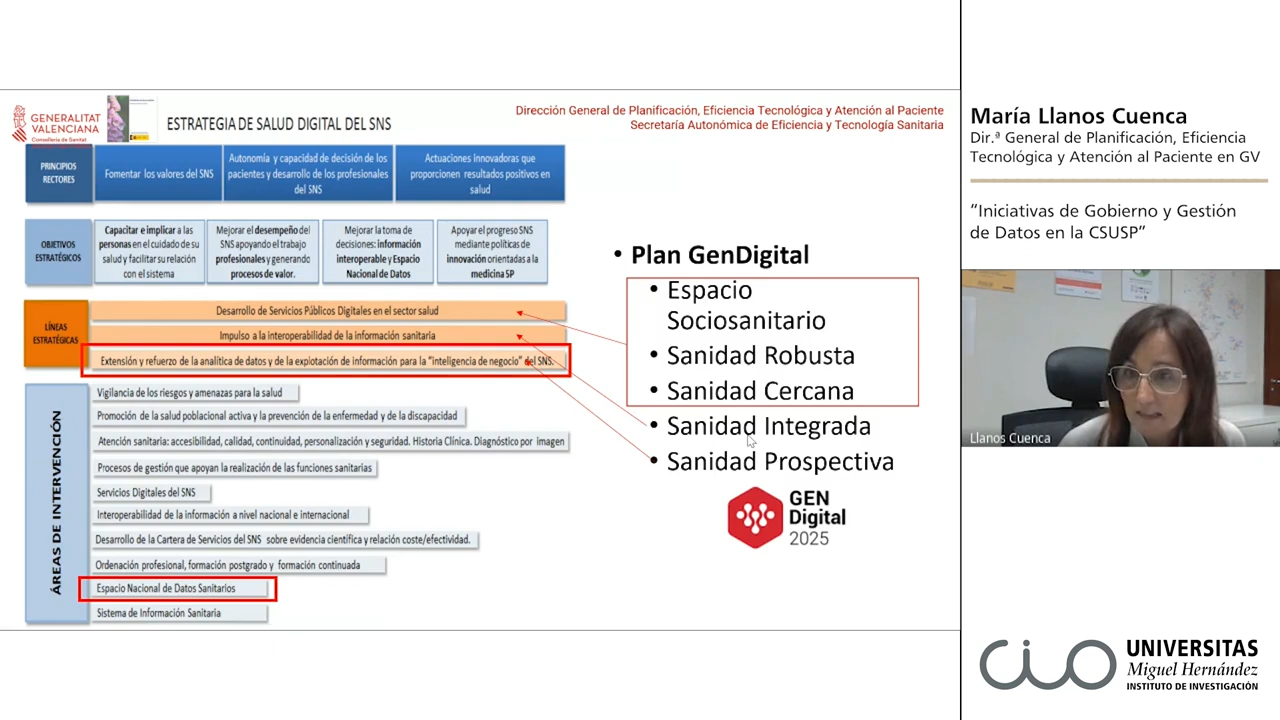 GENERALITAT
VALENCIANA
Conselleria de Sanitat
ESTRATEGIA DE SALUD DIGITAL DEL SNS
Dirección General de Planificación, Eficiencia Tecnológica y Atención al Paciente
Secretaría Autonómica de Eficiencia y Tecnología Sanitaria
PRINCIPIOS
RECTORES
Fomentar los valores del SNS
Autonomía y capacidad de decisión de los
pacientes y desarrollo de los profesionales
del SNS
Actuaciones innovadoras que
proporcionen resultados positivos en
salud
OBJETIVOS
ESTRATÉGICOS
Capacitar e implicar a las
personas en el cuidado de su
salud y facilitar su relación
con el sistema
Mejorar el desempeño del
SNS apoyando el trabajo
profesionales y generando
procesos de valor.
Mejorar la toma de
decisiones: información
interoperable y Espacio
Nacional de Datos
Apoyar el progreso SNS
mediante políticas de
innovación orientadas a la
medicina 5P
LÍNEAS
ESTRATÉGICAS
Desarrollo de Servicios Públicos Digitales en el sector salud
Impulso a la interoperabilidad de la información sanitaria
Extensión y refuerzo de la analítica de datos y de la explotación de información para la "inteligencia de negocio" del SNS.
ÁREAS DE INTERVENCIÓN
Vigilancia de los riesgos y amenazas para la salud
Promoción de la salud poblacional activa y la prevención de la enfermedad y de la discapacidad
Atención sanitaria: accesibilidad, calidad, continuidad, personalización y seguridad. Historia Clínica. Diagnóstico por imagen
Procesos de gestión que apoyan la realización de las funciones sanitarias
Servicios Digitales del SNS
Interoperabilidad de la información a nivel nacional e internacional
Desarrollo de la Cartera de Servicios del SNS sobre evidencia científica y relación coste/efectividad.
Ordenación profesional, formación postgrado y formación continuada
Espacio Nacional de Datos Sanitarios
Sistema de Información Sanitaria
• Plan GenDigital
• Espacio
Sociosanitario
• Sanidad Robusta
• Sanidad Cercana
• Sanidad Integrada
• Sanidad Prospectiva
GEN
Digital
2025
María Llanos Cuenca
Dir.ª General de Planificación, Eficiencia
Tecnológica y Atención al Paciente en GV
“Iniciativas de Gobierno y Gestión
de Datos en la CSUSP”
Llanos Cuenca
CIO
UNIVERSITAS
Miguel Hernández
INSTITUTO DE INVESTIGACIÓN